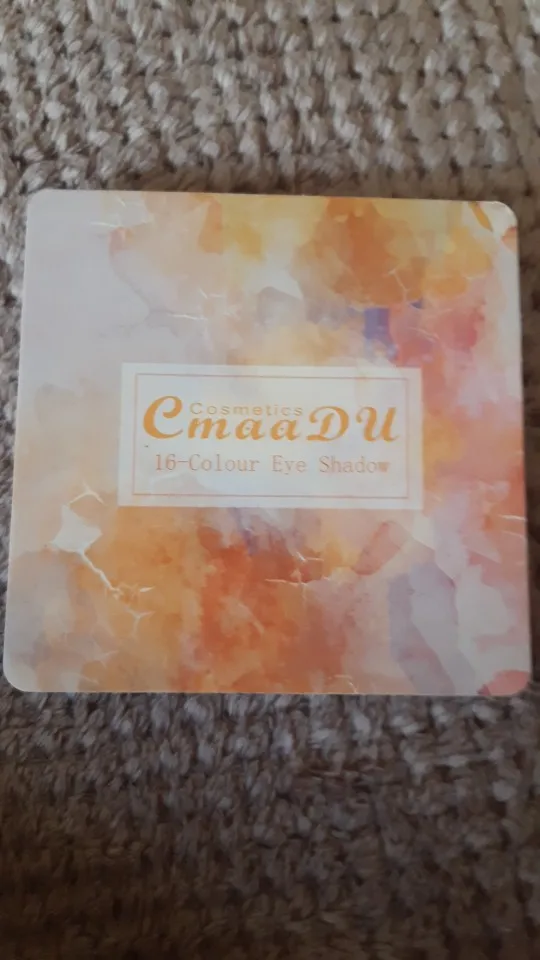 Cosmetics
CmaaDU
16-Colour Eye Shadow